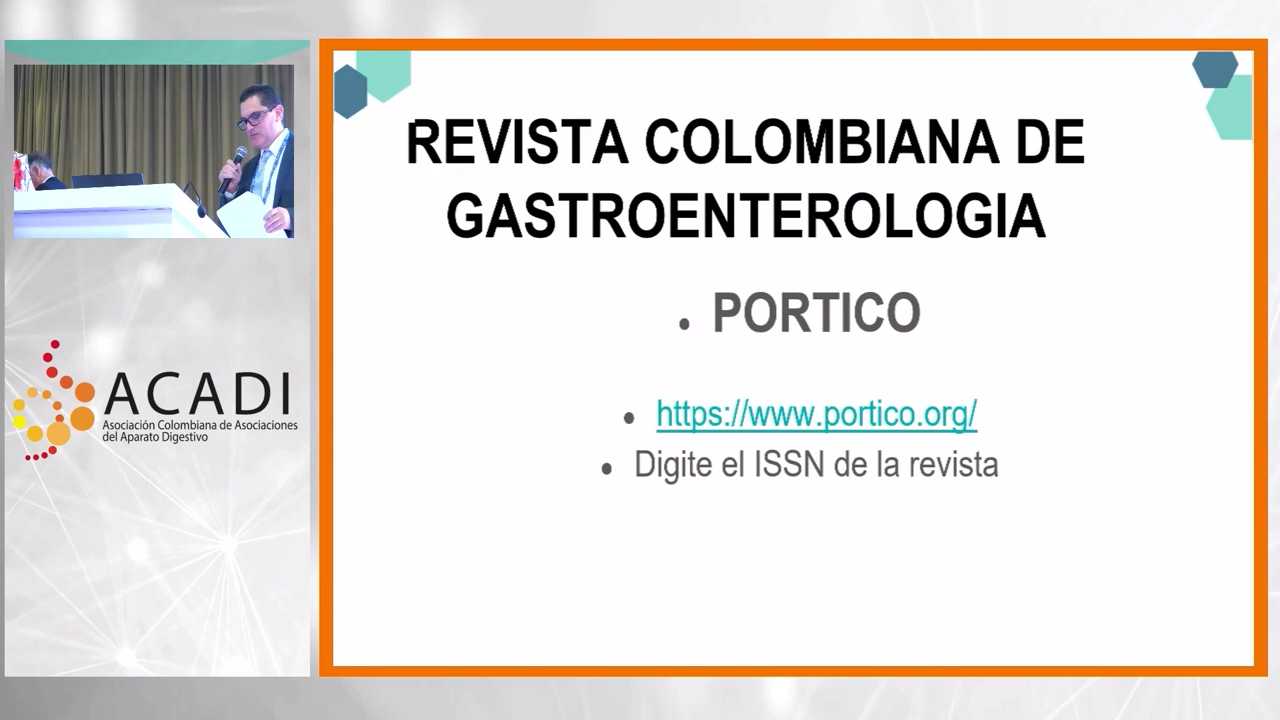 REVISTA COLOMBIANA DE
GASTROENTEROLOGIA
• PORTICO
• https://www.portico.org/
• Digite el ISSN de la revista
ACADI
Asociación Colombiana de Asociaciones
del Aparato Digestivo